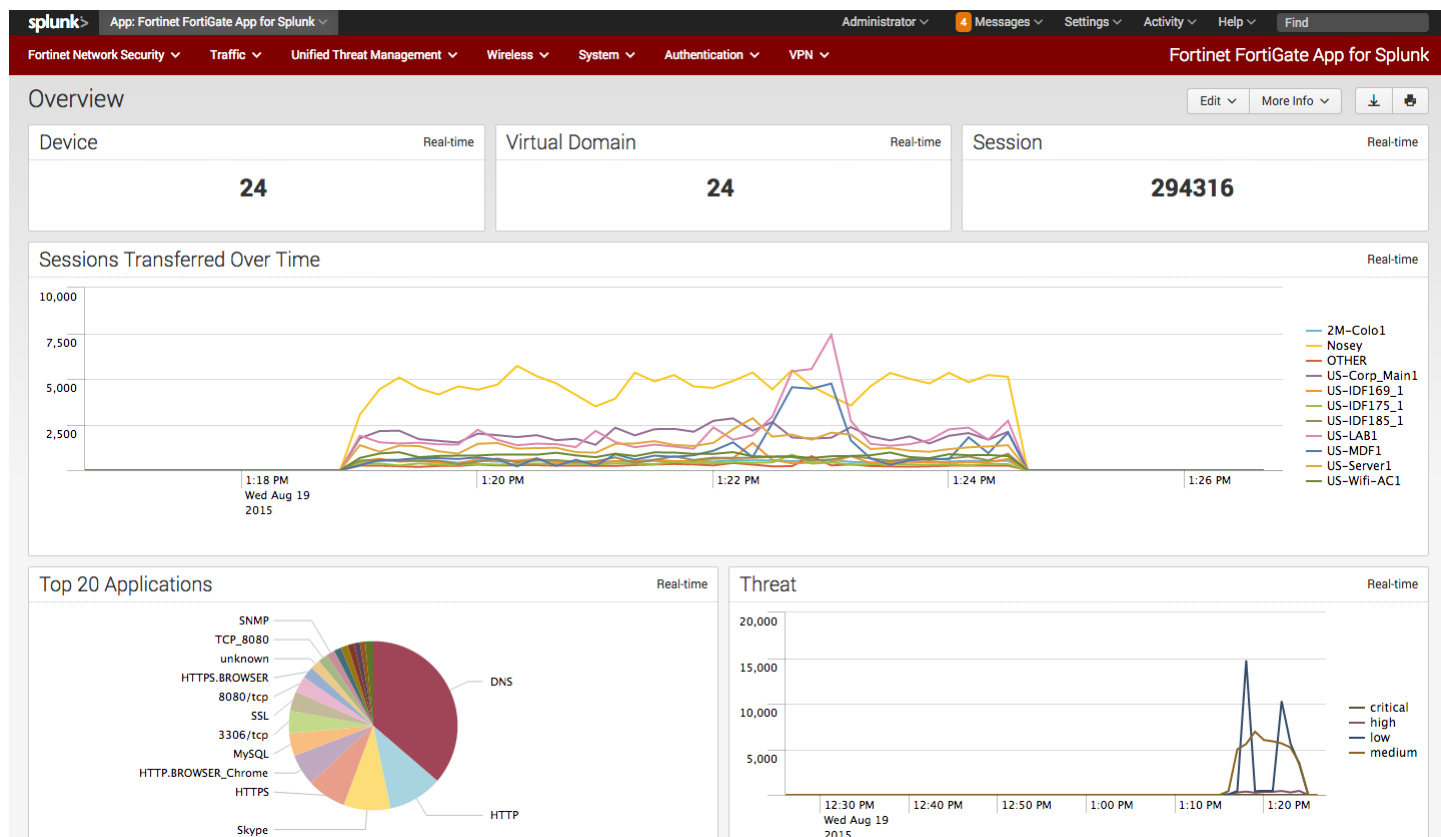 splunk> App: Fortinet FortiGate App for Splunk Administrator 4 Messages Settings Activity Help Find
Fortinet Network Security Traffic Unified Threat Management Wireless System Authentication VPN Fortinet FortiGate App for Splunk
Overview Edit More Info
Device Real-time
24
Virtual Domain Real-time
24
Session Real-time
294316
Sessions Transferred Over Time Real-time
10,000
7,500
5,000
2,500
1:18 PM 1:20 PM 1:22 PM 1:24 PM 1:26 PM
Wed Aug 19
2015
2M-Colo1
Nosey
OTHER
US-Corp_Main1
US-IDF169_1
US-IDF175_1
US-IDF185_1
US-LAB1
US-MDF1
US-Server1
US-Wifi-AC1
Top 20 Applications Real-time
SNMP
TCP_8080
unknown
HTTPS.BROWSER
8080/tcp
SSL
3306/tcp
MySQL
HTTP.BROWSER_Chrome
HTTPS
Skype
DNS
HTTP
Threat Real-time
20,000
15,000
10,000
5,000
12:30 PM 12:40 PM 12:50 PM 1:00 PM 1:10 PM 1:20 PM
Wed Aug 19
2015
critical
high
low
medium